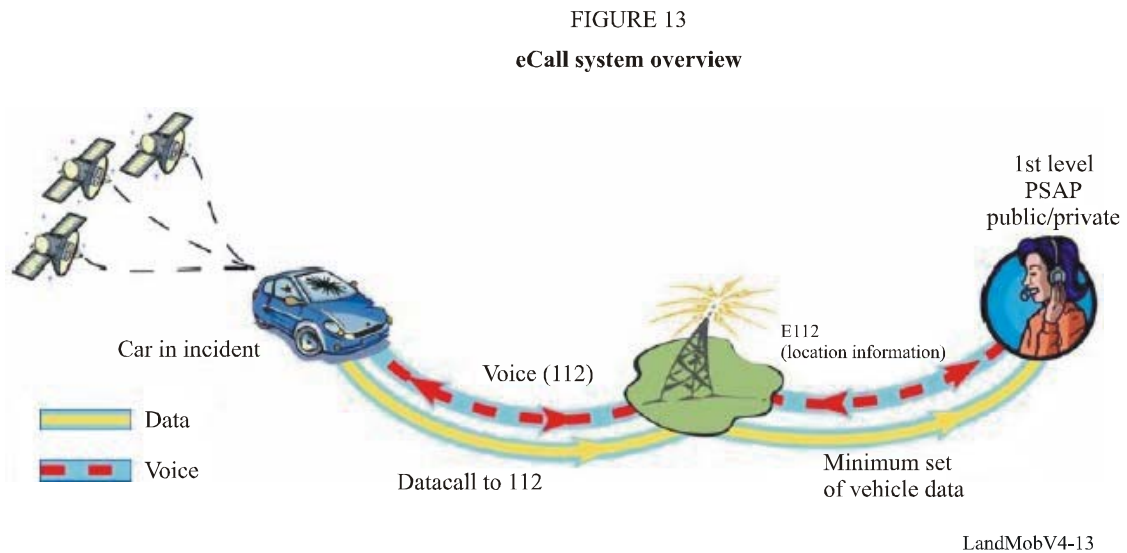 FIGURE 13
eCall system overview
1st level
PSAP
public/private
E112
(location information)
Car in incident
Voice (112)
Data
Voice
Datacall to 112
Minimum set
of vehicle data
LandMobV4-13